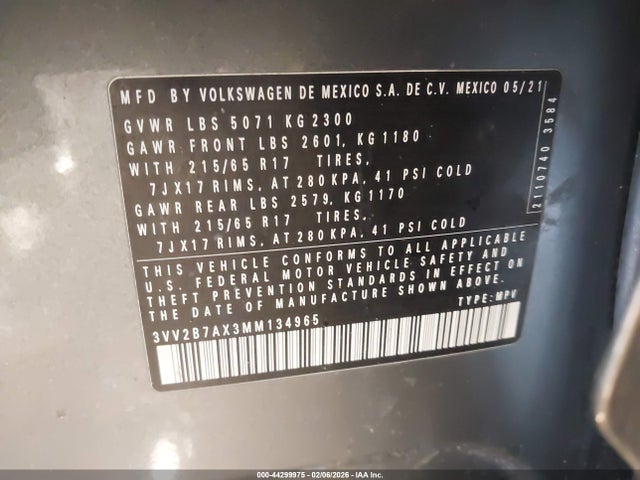 MFD BY VOLKSWAGEN DE MEXICO S.A. DE C.V. MEXICO 05/21
GVWR LBS 5071 KG 2300
GAWR FRONT LBS 2601, KG 1180
WITH 215/65 R17 TIRES,
7JX17 RIMS, AT 280 KPA, 41 PSI COLD
GAWR REAR LBS 2579, KG 1170
WITH 215/65 R17 TIRES,
7JX17 RIMS, AT 280 KPA, 41 PSI COLD
THIS VEHICLE CONFORMS TO ALL APPLICABLE
U.S. FEDERAL MOTOR VEHICLE SAFETY AND
THEFT PREVENTION STANDARDS IN EFFECT ON
THE DATE OF MANUFACTURE SHOWN ABOVE.
3VV2B7AX3MM134965 TYPE: MPV
2110740 3584
000-44299975 - 02/06/2026 - IAA Inc.